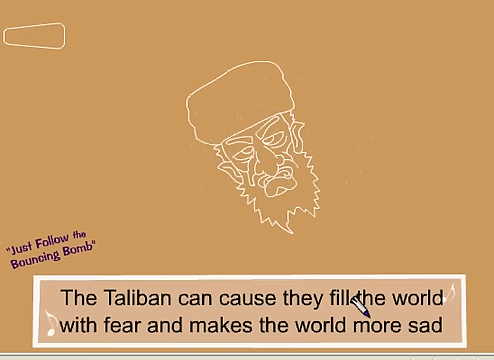 "Just Follow the
Bouncing Bomb"
The Taliban can cause they fill the world
with fear and makes the world more sad